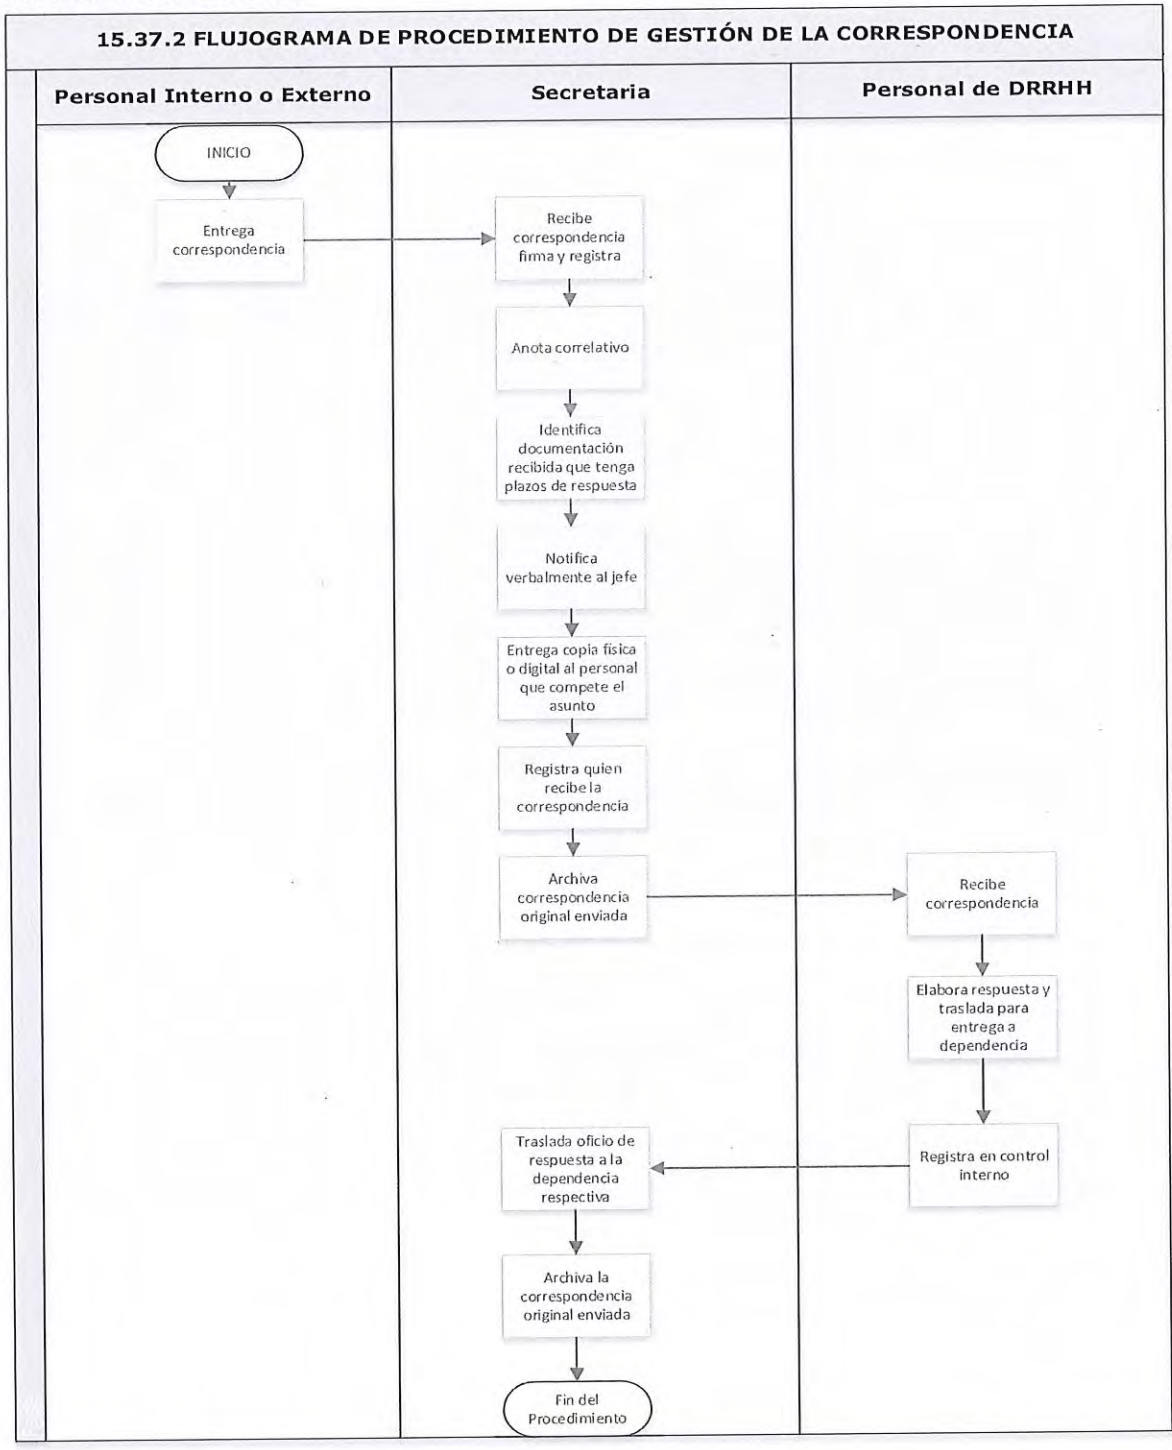 15.37.2 FLUJOGRAMA DE PROCEDIMIENTO DE GESTIÓN DE LA CORRESPONDENCIA
Personal Interno o Externo
Secretaria
Personal de DRRHH
INICIO
Entrega
correspondencia
Recibe
correspondencia
firma y registra
Anota correlativo
Identifica
documentación
recibida que tenga
plazos de respuesta
Notifica
verbalmente al jefe
Entrega copia física
o digital al personal
que compete el
asunto
Registra quien
recibe la
correspondencia
Archiva
correspondencia
original enviada
Recibe
correspondencia
Elabora respuesta y
traslada para
entrega a
dependencia
Registra en control
interno
Traslada oficio de
respuesta a la
dependencia
respectiva
Archiva la
correspondencia
original enviada
Fin del
Procedimiento